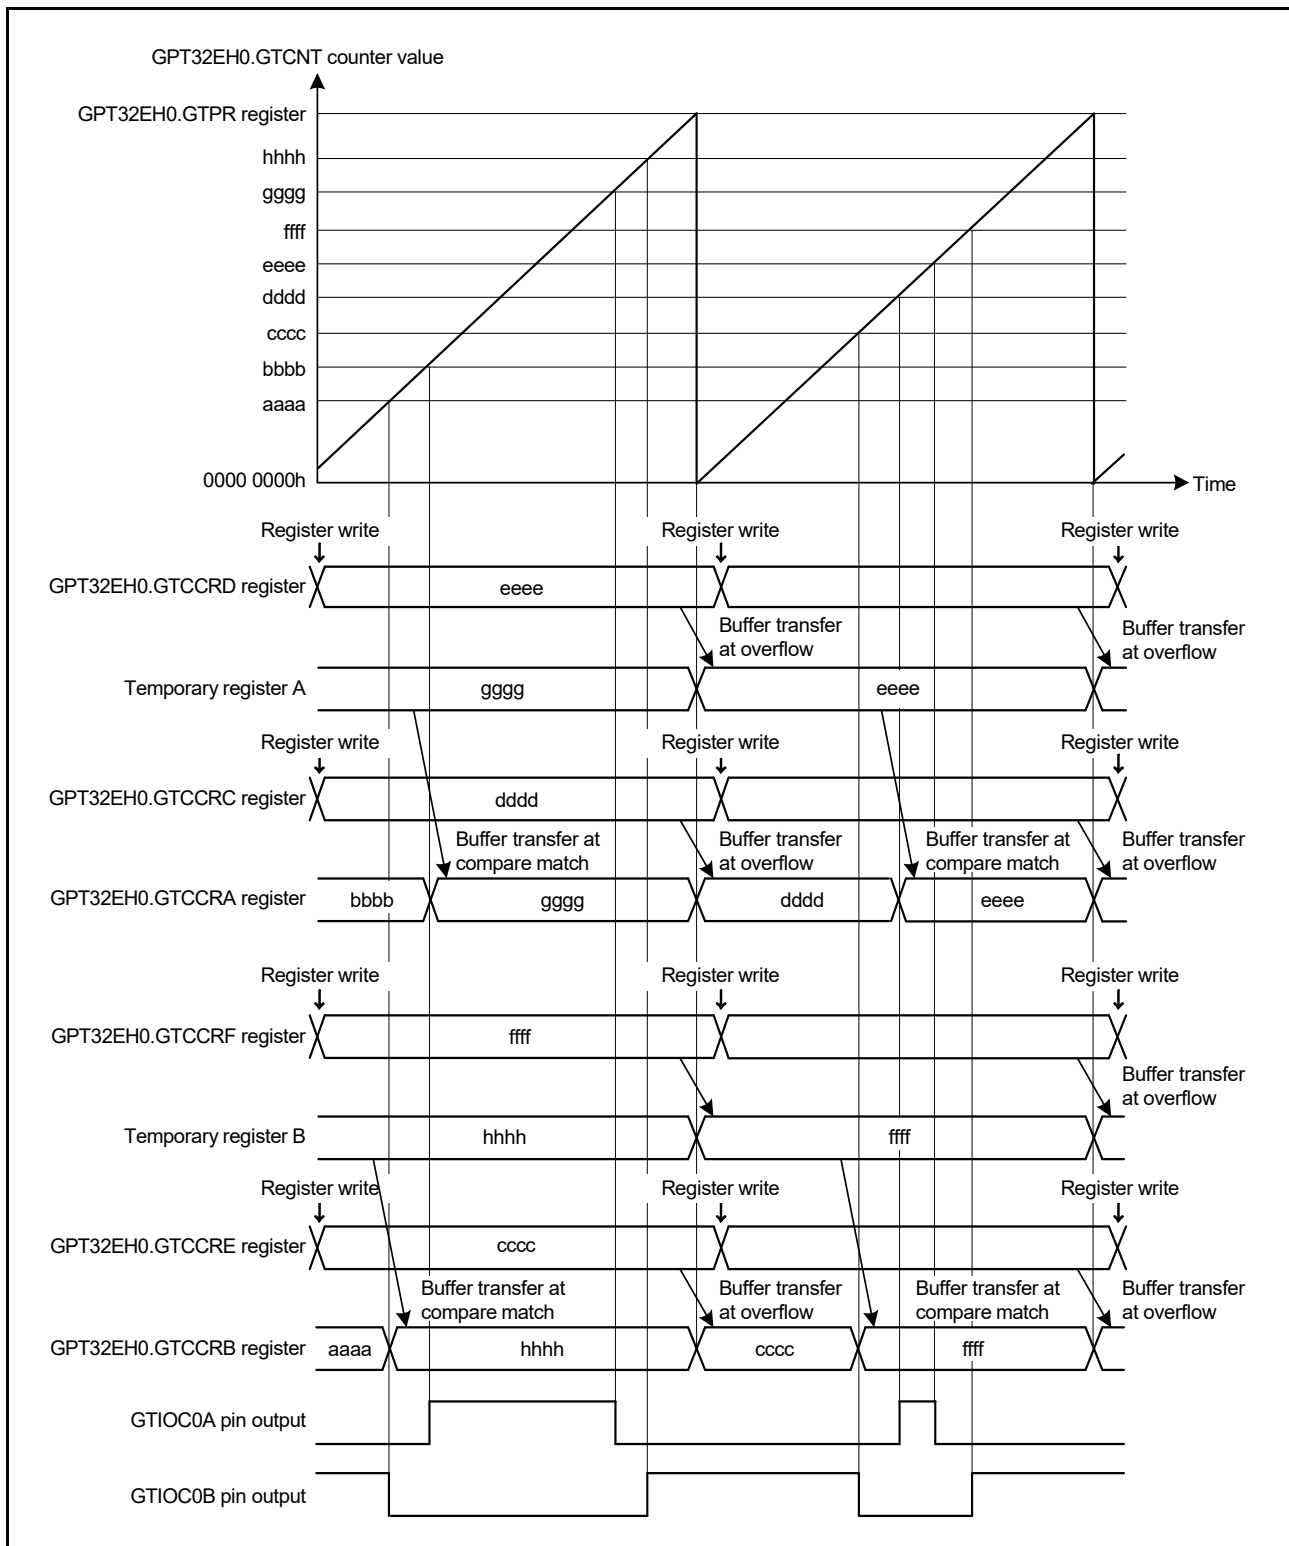 GPT32EH0.GTCNT counter value
GPT32EH0.GTPR register
hhhh
gggg
ffff
eeee
dddd
cccc
bbbb
aaaa
0000 0000h
Time
Register write Register write Register write
GPT32EH0.GTCCRD register eeee
Buffer transfer
at overflow
Buffer transfer
at overflow
Temporary register A gggg eeee
Register write Register write Register write
GPT32EH0.GTCCRC register dddd
Buffer transfer at
compare match
Buffer transfer
at overflow
Buffer transfer at
compare match
Buffer transfer
at overflow
GPT32EH0.GTCCRA register bbbb gggg dddd eeee
Register write Register write Register write
GPT32EH0.GTCCRF register ffff
Buffer transfer
at overflow
Temporary register B hhhh ffff
Register write Register write Register write
GPT32EH0.GTCCRE register cccc
Buffer transfer at
compare match
Buffer transfer
at overflow
Buffer transfer at
compare match
Buffer transfer
at overflow
GPT32EH0.GTCCRB register aaaa hhhh cccc ffff
GTIOC0A pin output
GTIOC0B pin output